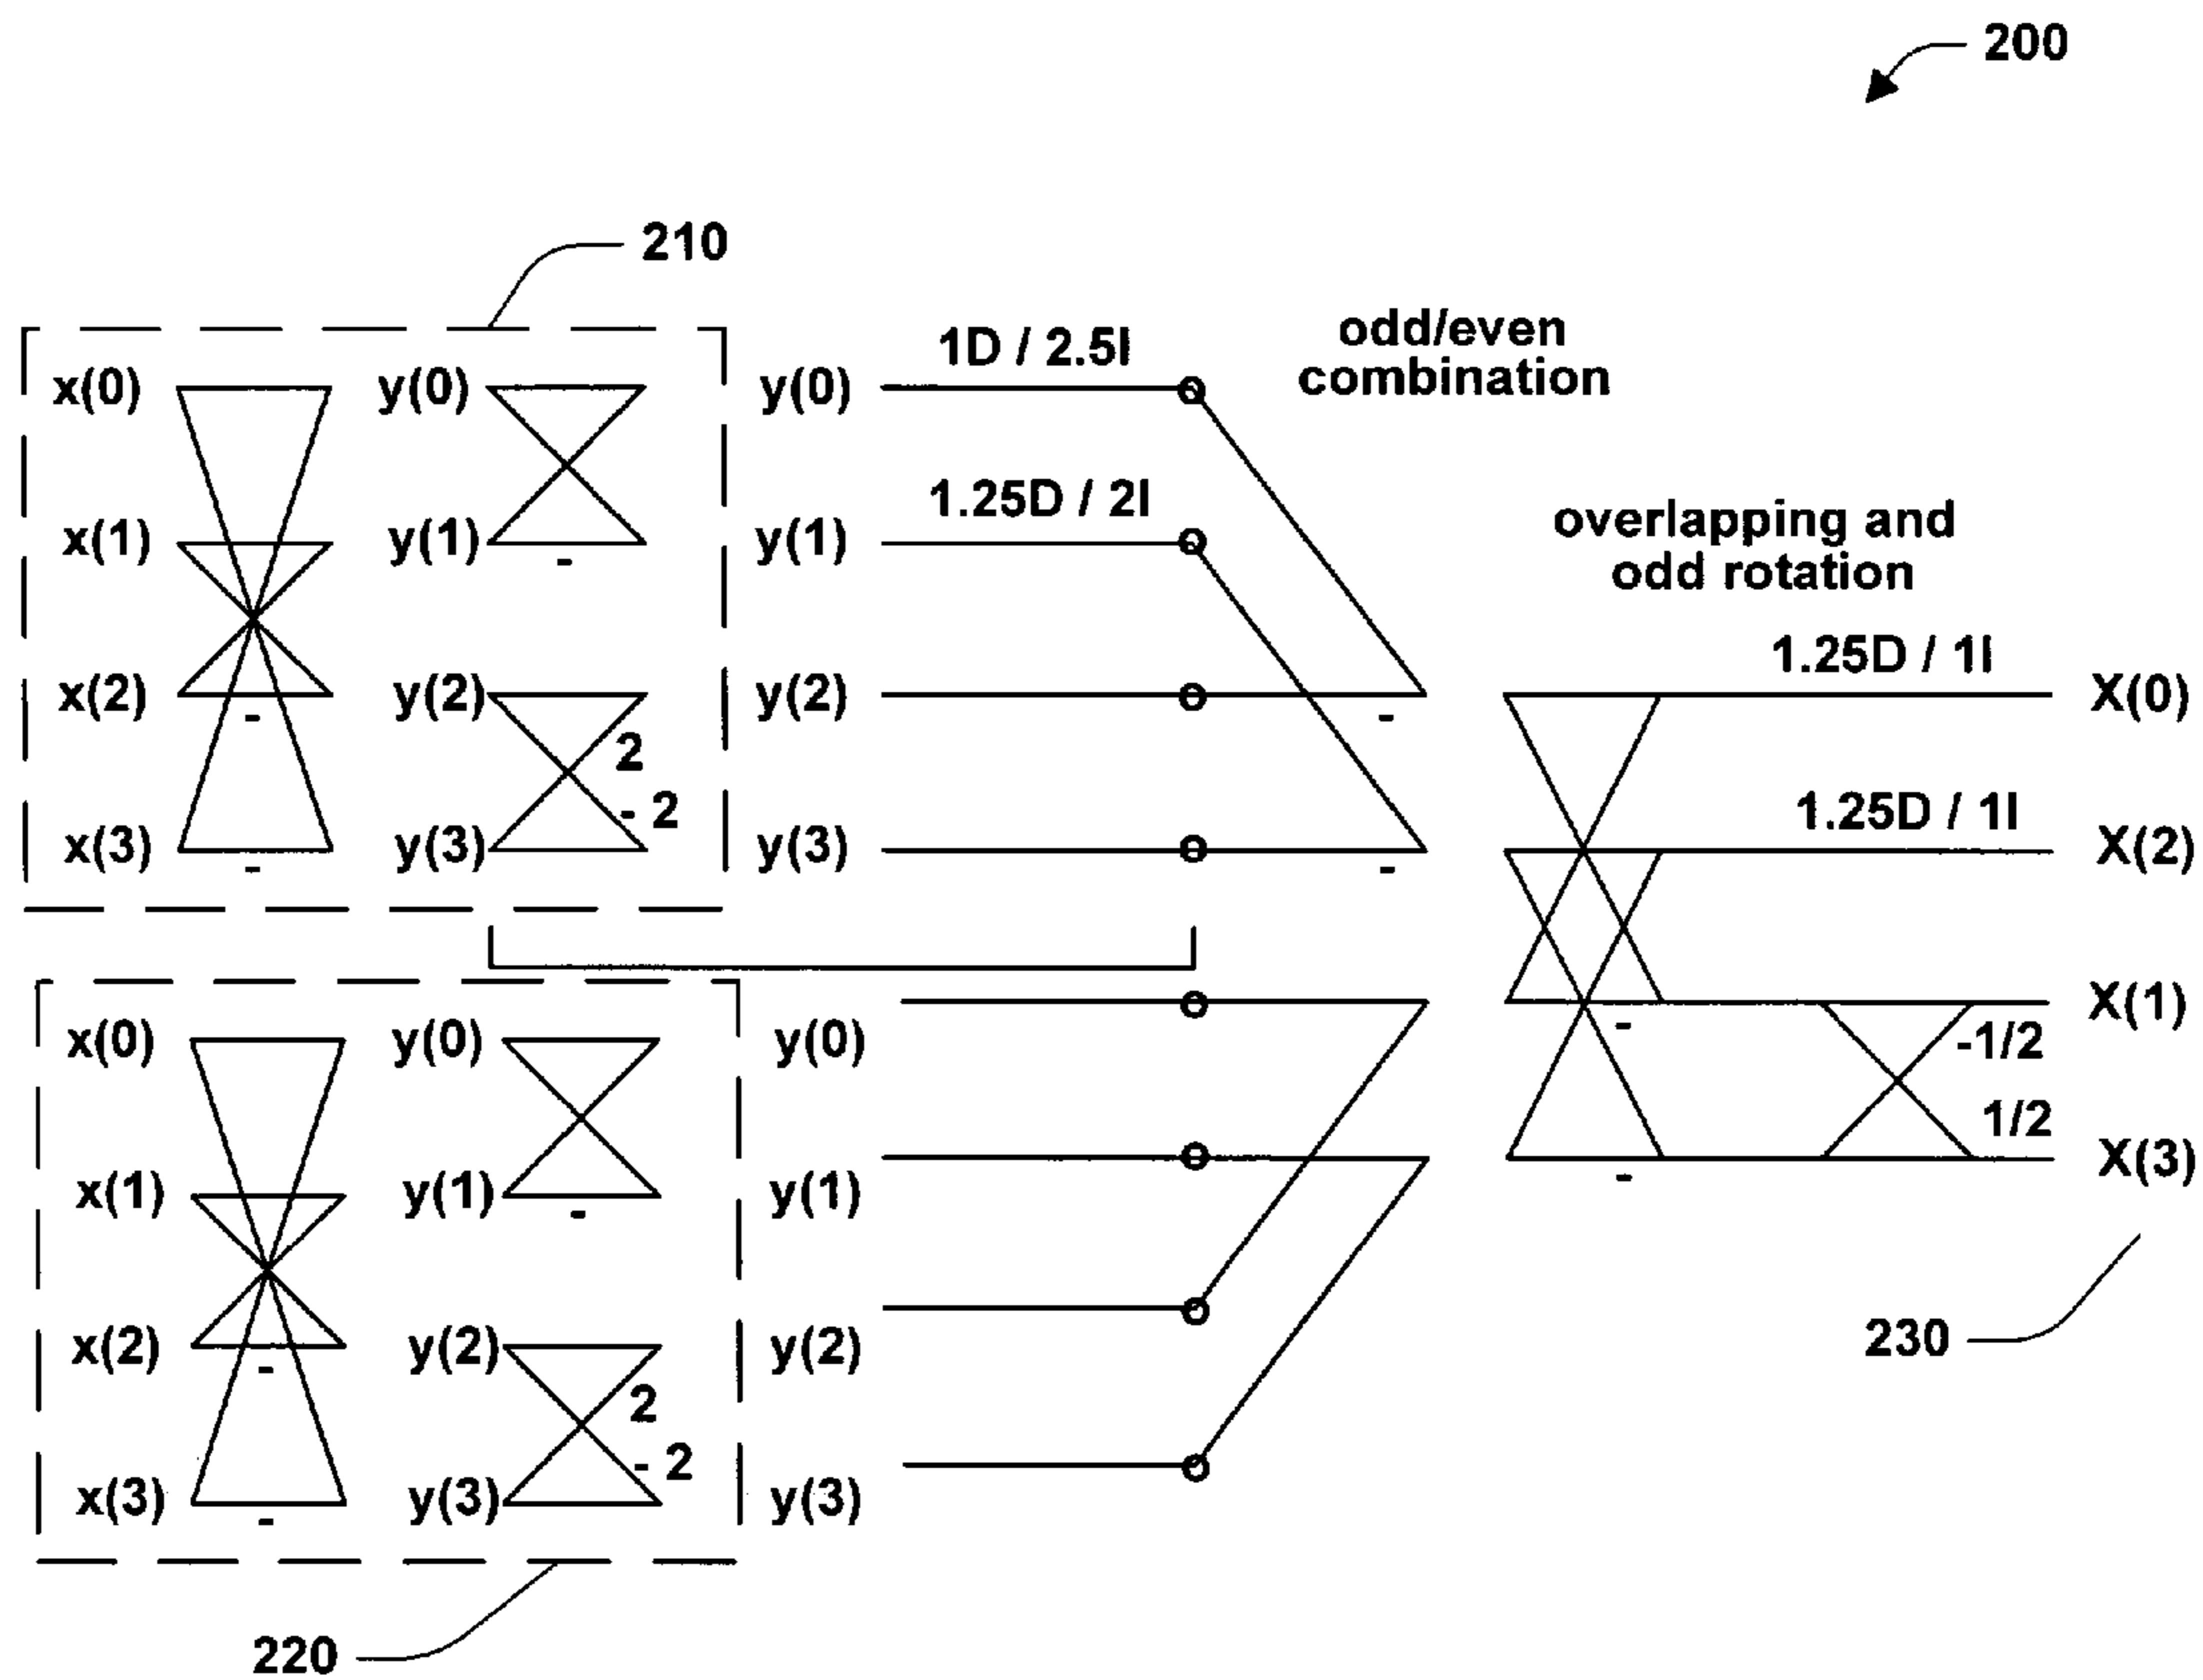 200
210
1D / 2.5I
odd/even
combination
x(0) y(0) y(0)
1.25D / 2I
overlapping and
odd rotation
x(1) y(1) y(1)
-
1.25D / 1I
x(2) y(2) y(2) X(0)
- -
2
1.25D / 1I
- 2
x(3) y(3) y(3) X(2)
- -
X(1)
-
-1/2
x(0) y(0) y(0)
1/2
X(3)
-
x(1) y(1) y(1)
-
230
x(2) y(2) y(2)
-
2
- 2
x(3) y(3) y(3)
-
220